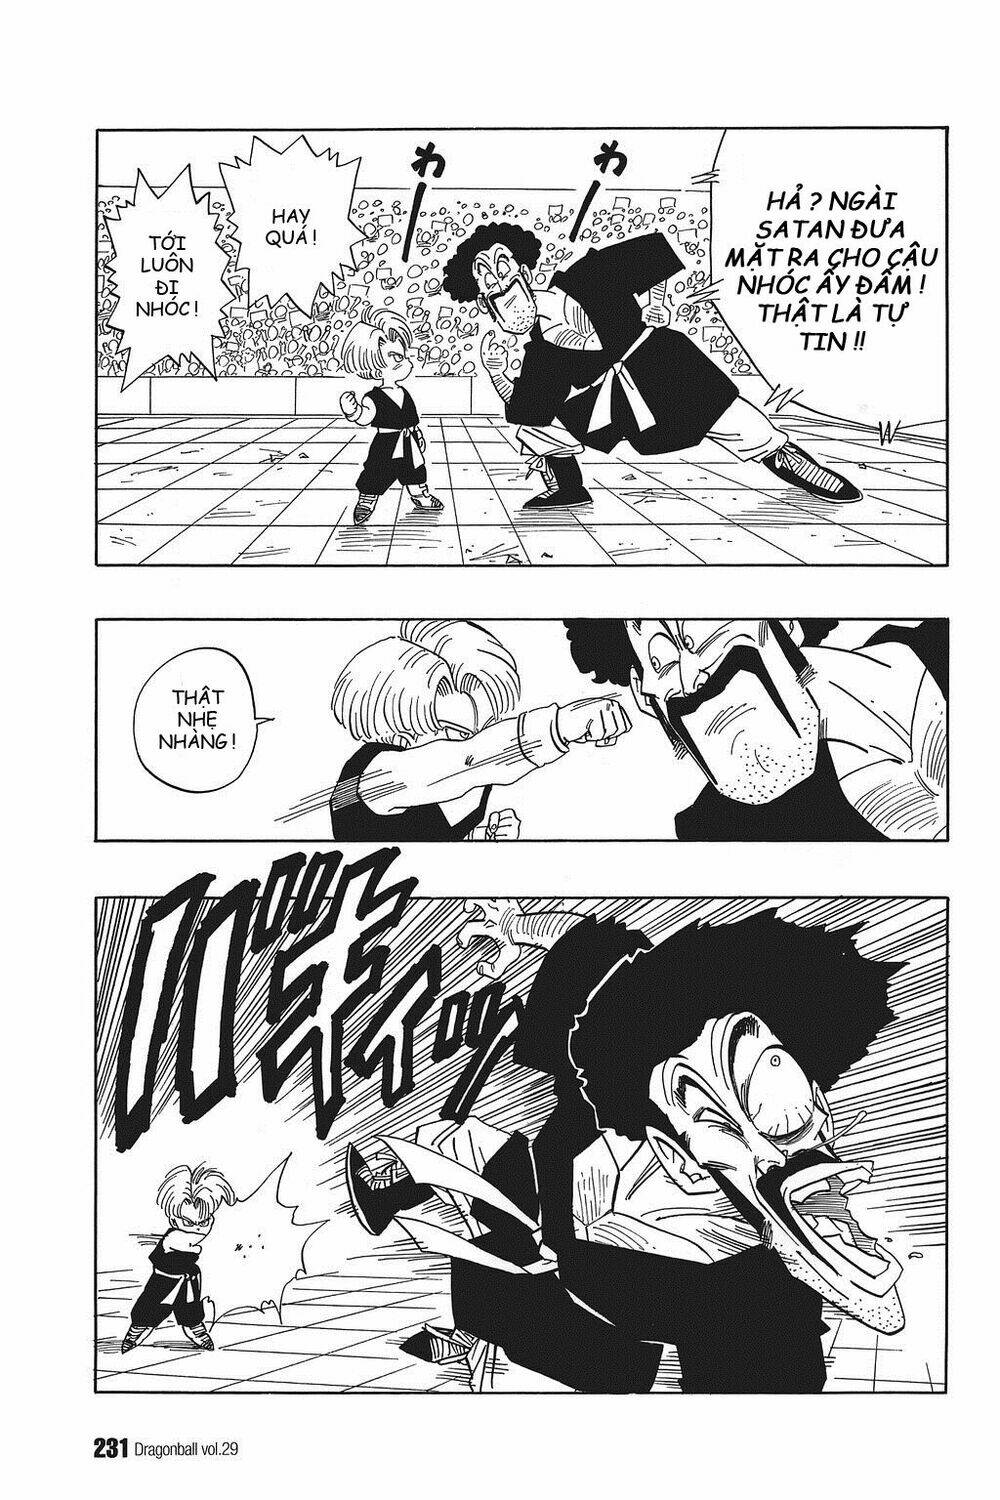 HẢ ? NGÀI
SATAN ĐƯA
MẶT RA CHO CẬU
NHÓC ẤY ĐẤM !
THẬT LÀ TỰ
TIN !!
わー
わー
HAY
QUÁ !
TỚI
LUÔN
ĐI
NHÓC !
THẬT
NHẸ
NHÀNG !
231 Dragonball vol.29